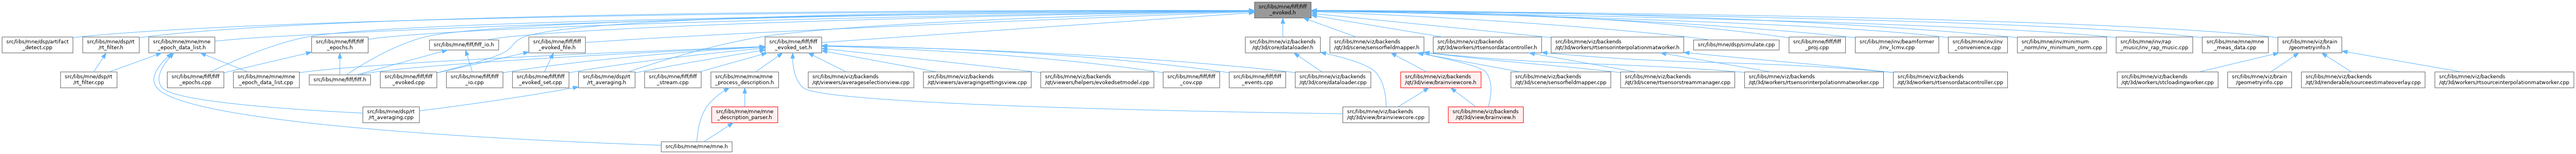 src/libs/mne/fiff/fiff
_evoked.h
src/libs/mne/dsp/artifact
_detect.cpp
src/libs/mne/dsp/rt
/rt_filter.h
src/libs/mne/mne/mne
_epoch_data_list.h
src/libs/mne/fiff/fiff
_epochs.h
src/libs/mne/fiff/fiff_io.h
src/libs/mne/fiff/fiff
_evoked_file.h
src/libs/mne/fiff/fiff
_evoked_set.h
src/libs/mne/viz/backends
/qt/3d/core/dataloader.h
src/libs/mne/viz/backends
/qt/3d/scene/sensorfieldmapper.h
src/libs/mne/viz/backends
/qt/3d/workers/rtsensordatacontroller.h
src/libs/mne/viz/backends
/qt/3d/workers/rtsensorinterpolationmatworker.h
src/libs/mne/dsp/simulate.cpp
src/libs/mne/fiff/fiff
_proj.cpp
src/libs/mne/inv/beamformer
/inv_lcmv.cpp
src/libs/mne/inv/inv
_convenience.cpp
src/libs/mne/inv/minimum
_norm/inv_minimum_norm.cpp
src/libs/mne/inv/rap
_music/inv_rap_music.cpp
src/libs/mne/mne/mne
_meas_data.cpp
src/libs/mne/viz/brain
/geometryinfo.h
src/libs/mne/dsp/rt
/rt_filter.cpp
src/libs/mne/fiff/fiff
_epochs.cpp
src/libs/mne/mne/mne
_epoch_data_list.cpp
src/libs/mne/fiff/fiff.h
src/libs/mne/fiff/fiff
_evoked.cpp
src/libs/mne/fiff/fiff
_io.cpp
src/libs/mne/fiff/fiff
_evoked_set.cpp
src/libs/mne/dsp/rt
/rt_averaging.h
src/libs/mne/fiff/fiff
_stream.cpp
src/libs/mne/mne/mne
_process_description.h
src/libs/mne/viz/backends
/qt/viewers/averageselectionview.cpp
src/libs/mne/viz/backends
/qt/viewers/averagingsettingsview.cpp
src/libs/mne/viz/backends
/qt/viewers/helpers/evokedsetmodel.cpp
src/libs/mne/fiff/fiff
_cov.cpp
src/libs/mne/fiff/fiff
_events.cpp
src/libs/mne/viz/backends
/qt/3d/core/dataloader.cpp
src/libs/mne/viz/backends
/qt/3d/view/brainviewcore.h
src/libs/mne/viz/backends
/qt/3d/scene/sensorfieldmapper.cpp
src/libs/mne/viz/backends
/qt/3d/scene/rtsensorstreammanager.cpp
src/libs/mne/viz/backends
/qt/3d/workers/rtsensorinterpolationmatworker.cpp
src/libs/mne/viz/backends
/qt/3d/workers/rtsensordatacontroller.cpp
src/libs/mne/viz/backends
/qt/3d/workers/stcloadingworker.cpp
src/libs/mne/viz/brain
/geometryinfo.cpp
src/libs/mne/viz/backends
/qt/3d/renderable/sourceestimateoverlay.cpp
src/libs/mne/viz/backends
/qt/3d/workers/rtsourceinterpolationmatworker.cpp
src/libs/mne/dsp/rt
/rt_averaging.cpp
src/libs/mne/mne/mne
_description_parser.h
src/libs/mne/viz/backends
/qt/3d/view/brainviewcore.cpp
src/libs/mne/viz/backends
/qt/3d/view/brainview.h
src/libs/mne/mne/mne.h